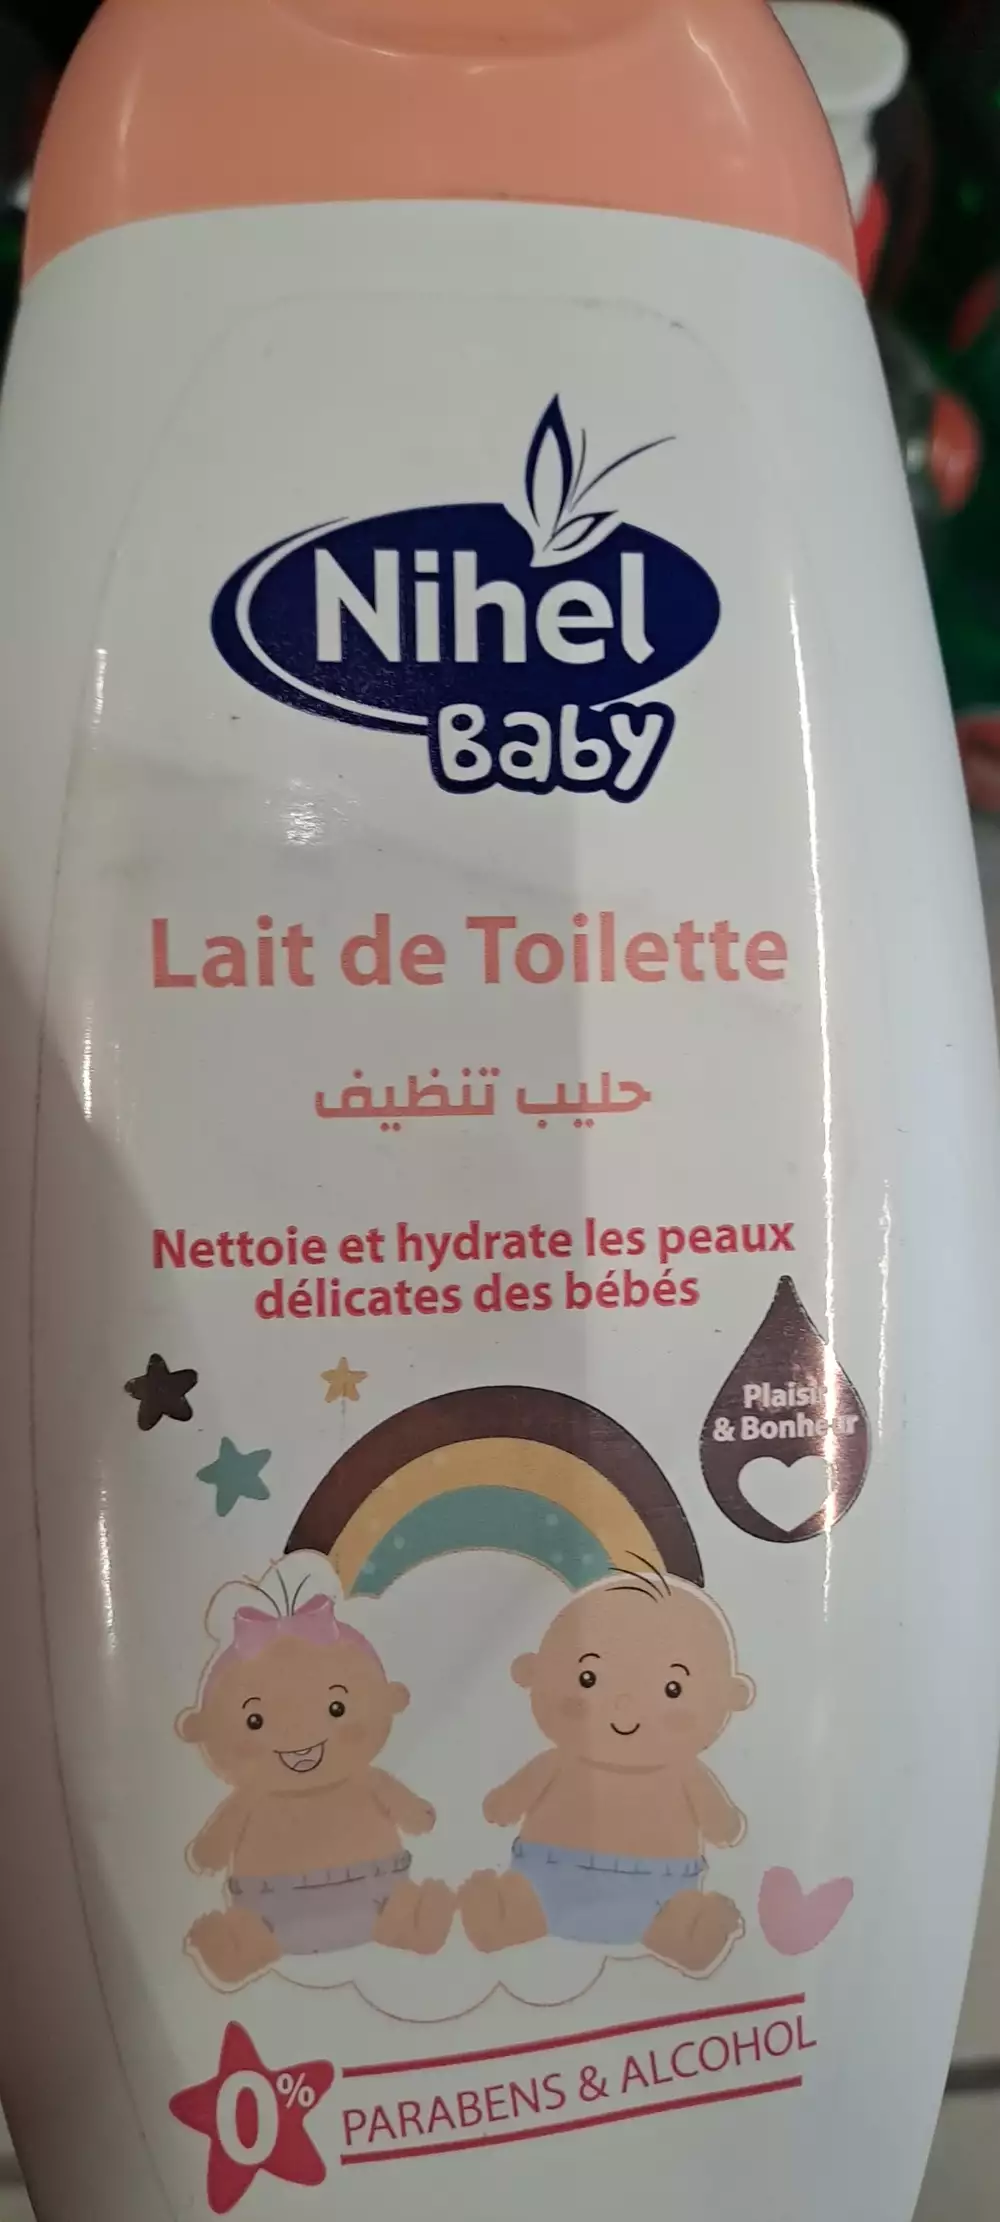 Nihel
Baby
Lait de Toilette
حليب تنظيف
Nettoie et hydrate les peaux
délicates des bébés
Plaisir
& Bonheur
0%
PARABENS & ALCOHOL